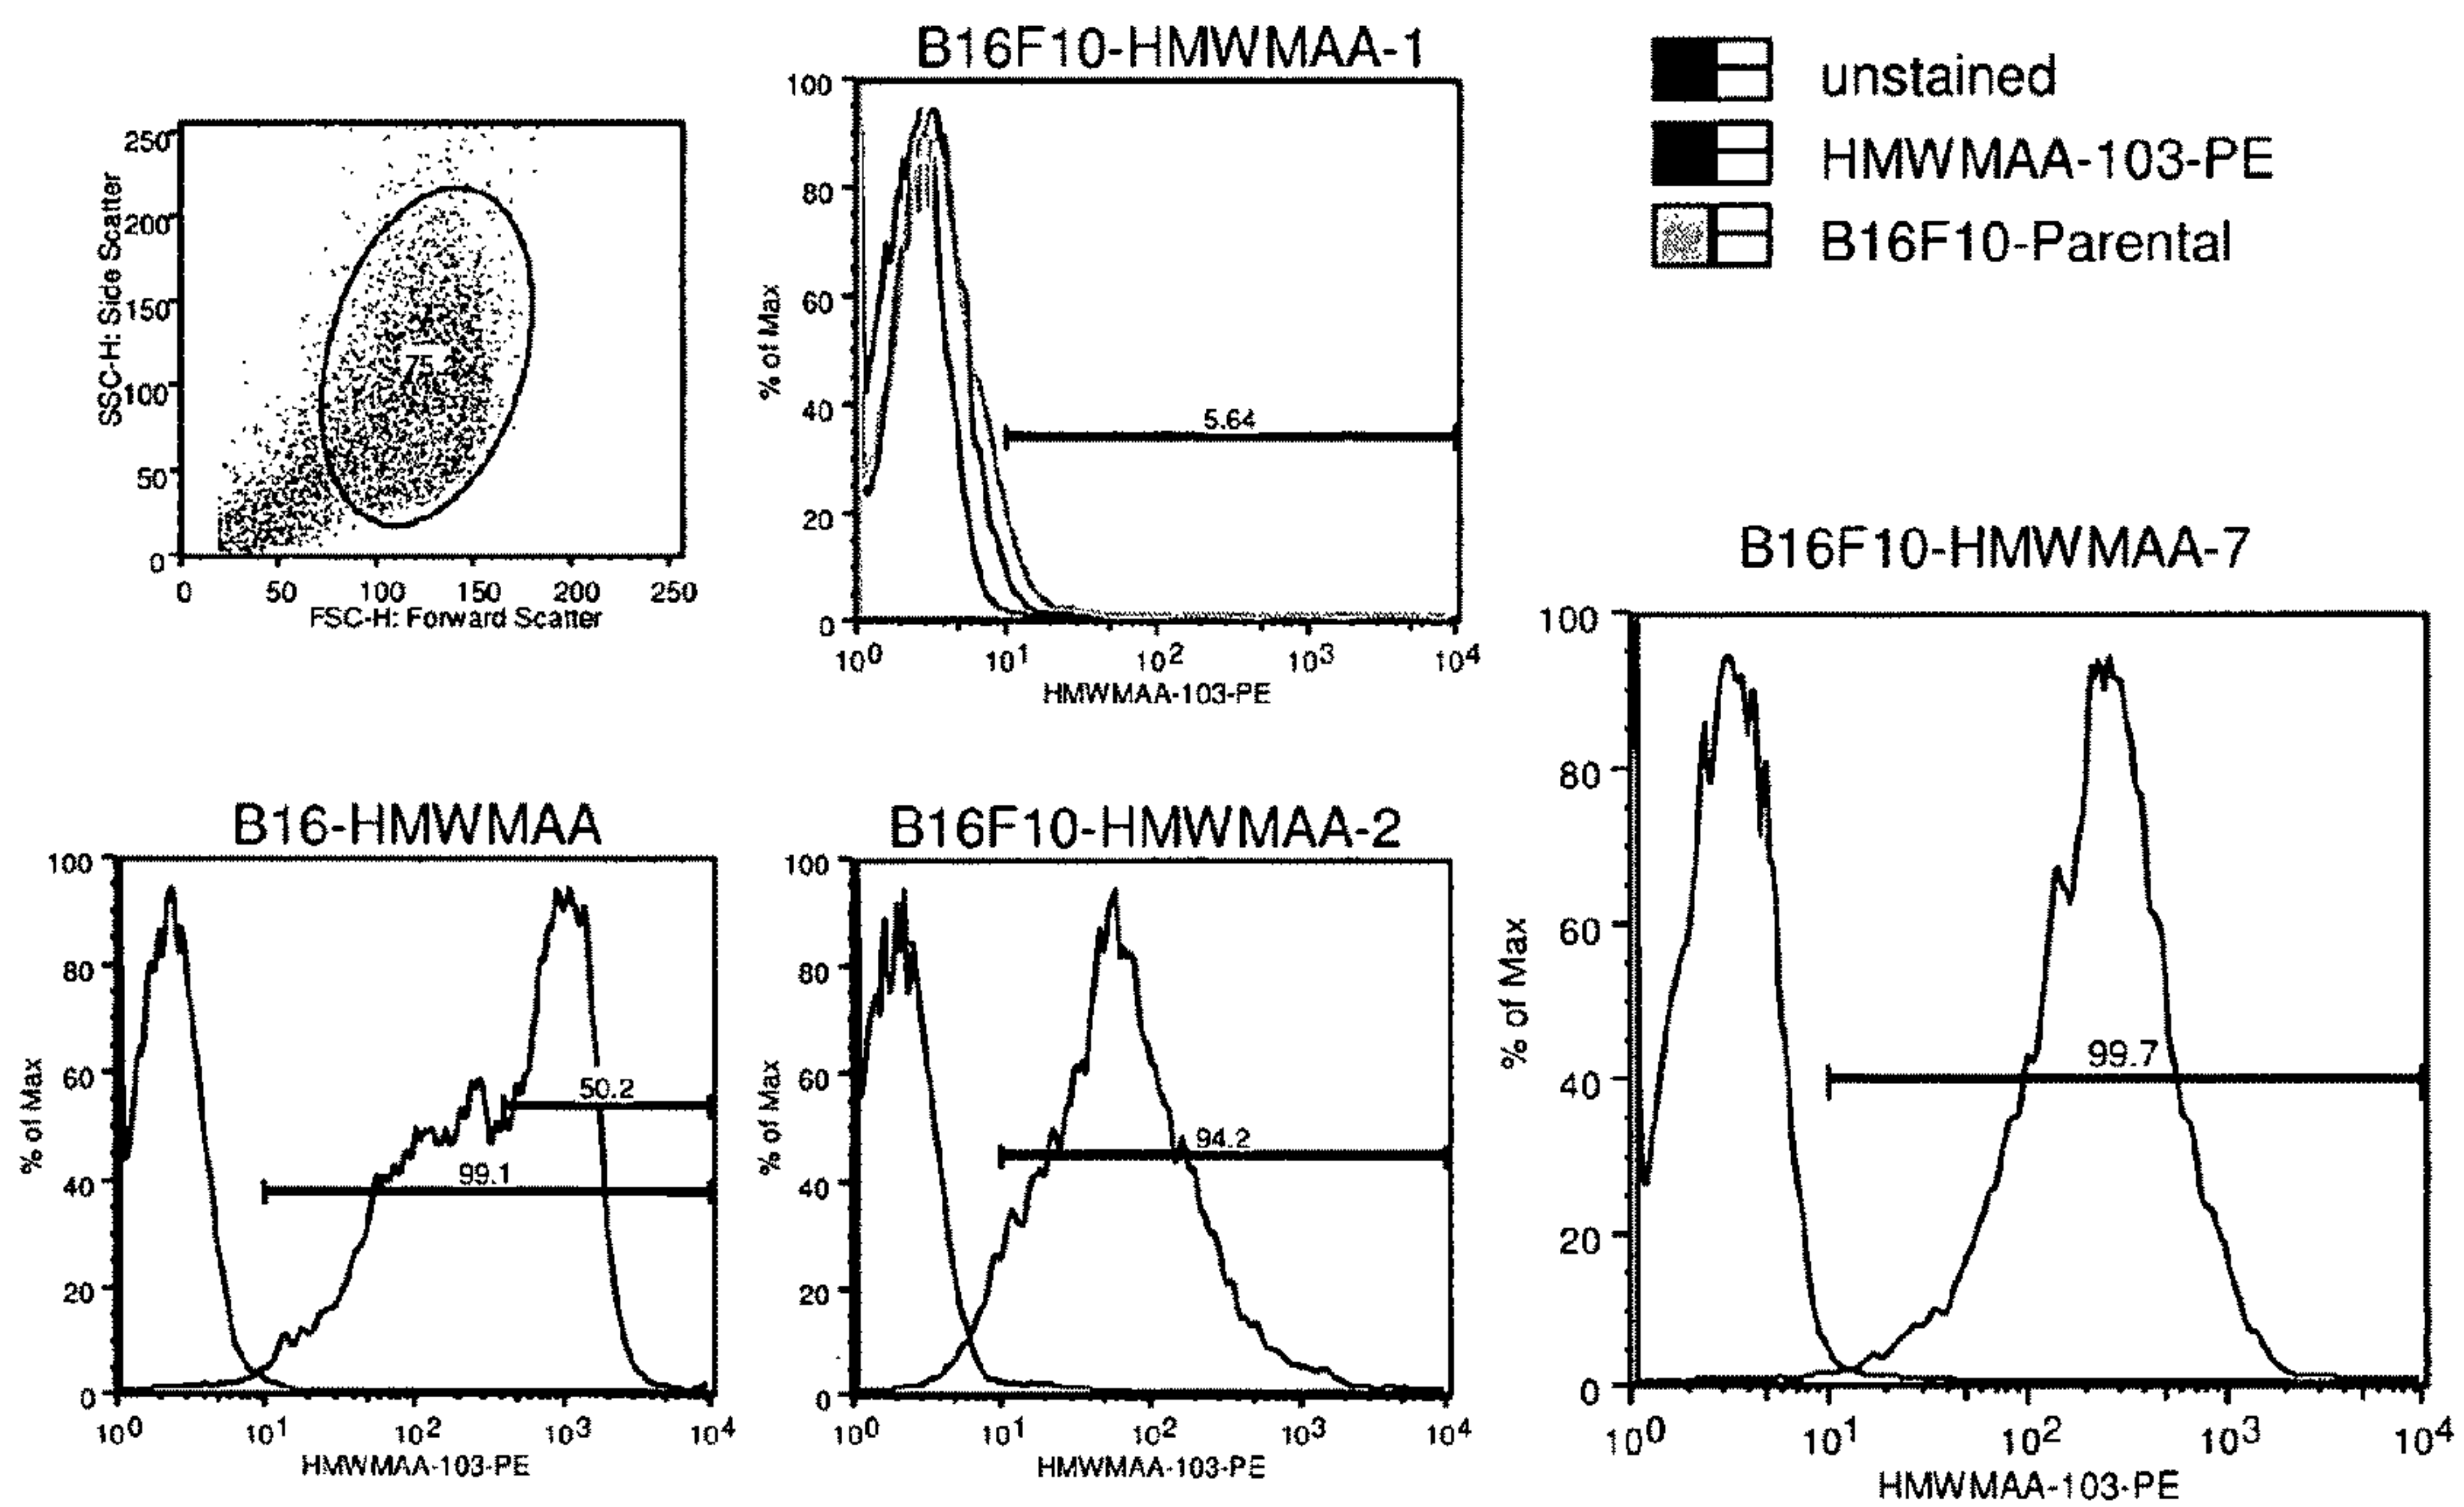 B16F10-HMWMAA-1
unstained
HMWMAA-103-PE
B16F10-Parental
250
200
150
100
50
0
SSC-H: Side Scatter
75
0 50 100 150 200 250
FSC-H: Forward Scatter
100
80
60
40
20
0
% of Max
5.64
10^0 10^1 10^2 10^3 10^4
HMWMAA-103-PE
B16F10-HMWMAA-7
100
80
60
40
20
0
% of Max
99.7
10^0 10^1 10^2 10^3 10^4
HMWMAA-103-PE
B16-HMWMAA
100
80
60
40
20
0
% of Max
50.2
99.1
10^0 10^1 10^2 10^3 10^4
HMWMAA-103-PE
B16F10-HMWMAA-2
100
80
60
40
20
0
% of Max
94.2
10^0 10^1 10^2 10^3 10^4
HMWMAA-103-PE